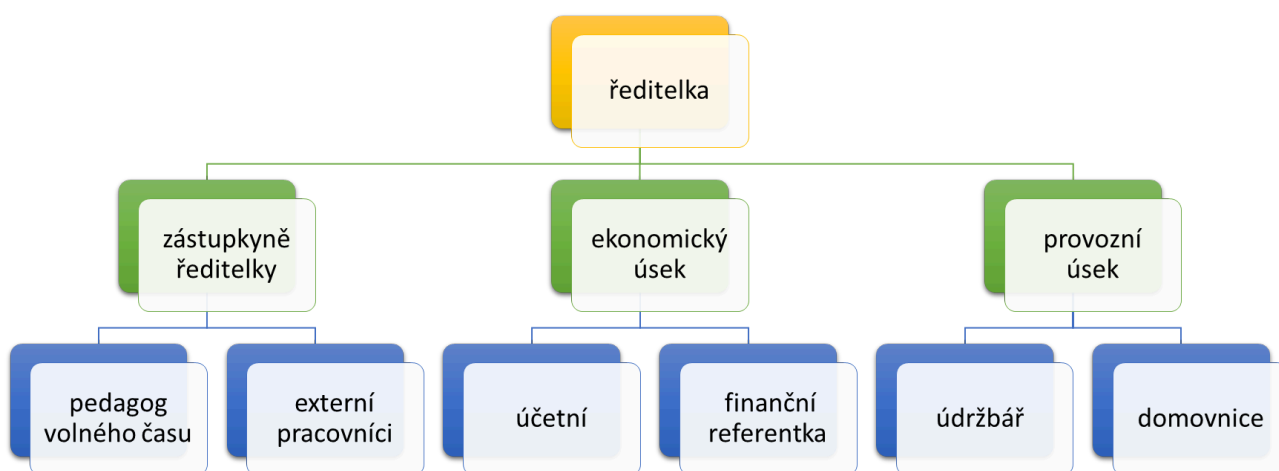 ředitelka
zástupkyně
ředitelky
ekonomický
úsek
provozní
úsek
pedagog
volného času
externí
pracovníci
účetní
finanční
referentka
údržbář
domovnice